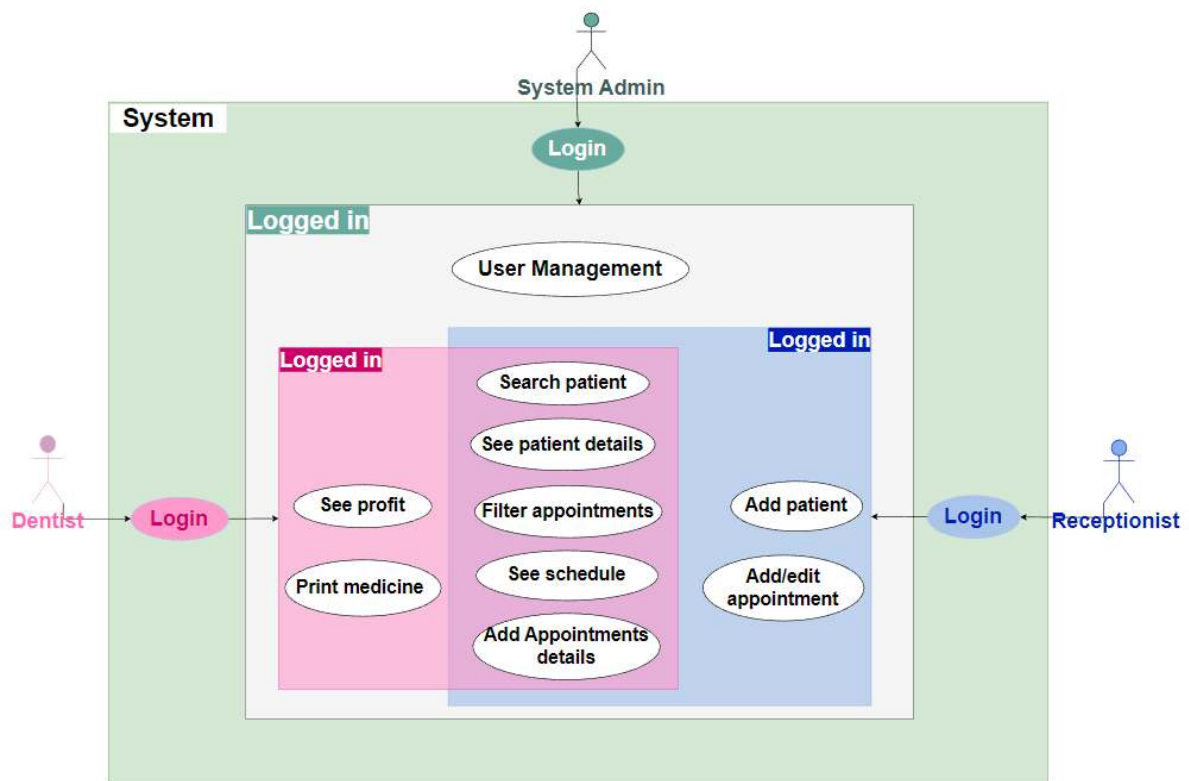 System Admin
System
Login
Logged in
User Management
Logged in
Logged in
Search patient
See patient details
See profit
Filter appointments
Add patient
Dentist
Login
Login
Receptionist
Print medicine
See schedule
Add/edit
appointment
Add Appointments
details